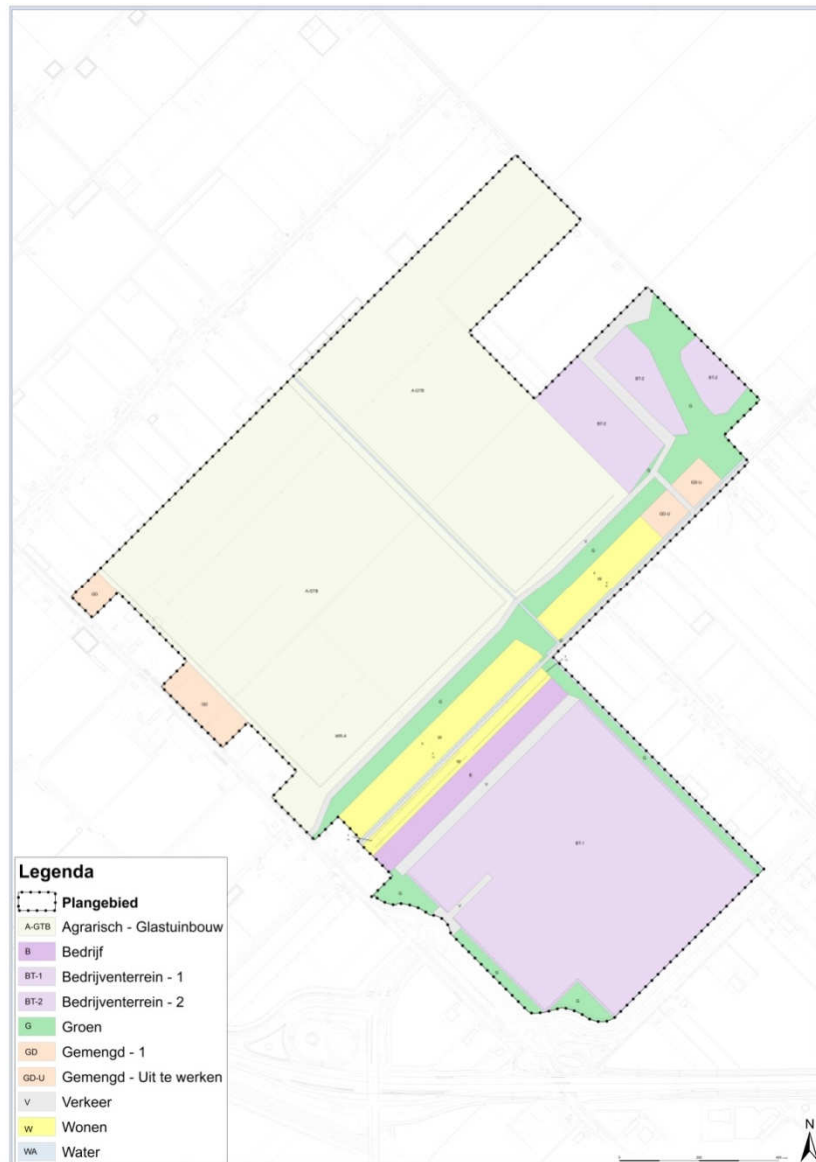 A-GTB
BT-2
BT-2
BT-2
G
GD-U
GD-U
G
G
W
A-GTB
GD
GD
G
W
W
B
G
BT-1
G
G
G
Legenda
Plangebied
A-GTB Agrarisch - Glastuinbouw
B Bedrijf
BT-1 Bedrijventerrein - 1
BT-2 Bedrijventerrein - 2
G Groen
GD Gemengd - 1
GD-U Gemengd - Uit te werken
V Verkeer
W Wonen
WA Water
N